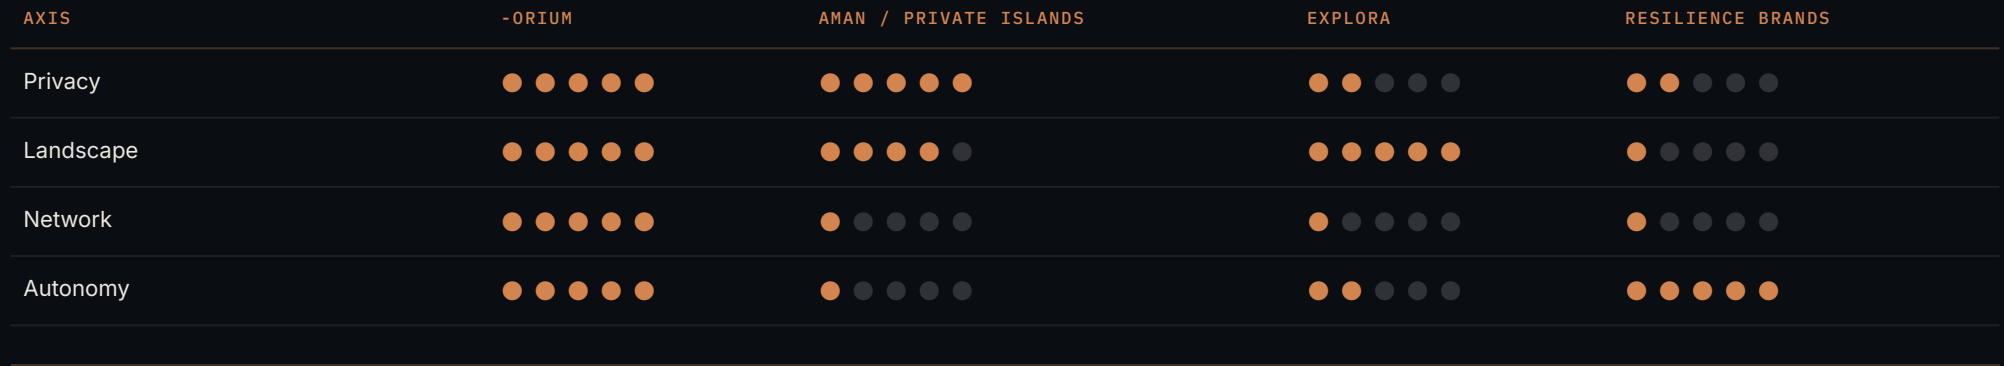 AXIS -ORIUM AMAN / PRIVATE ISLANDS EXPLORA RESILIENCE BRANDS
Privacy
Landscape
Network
Autonomy